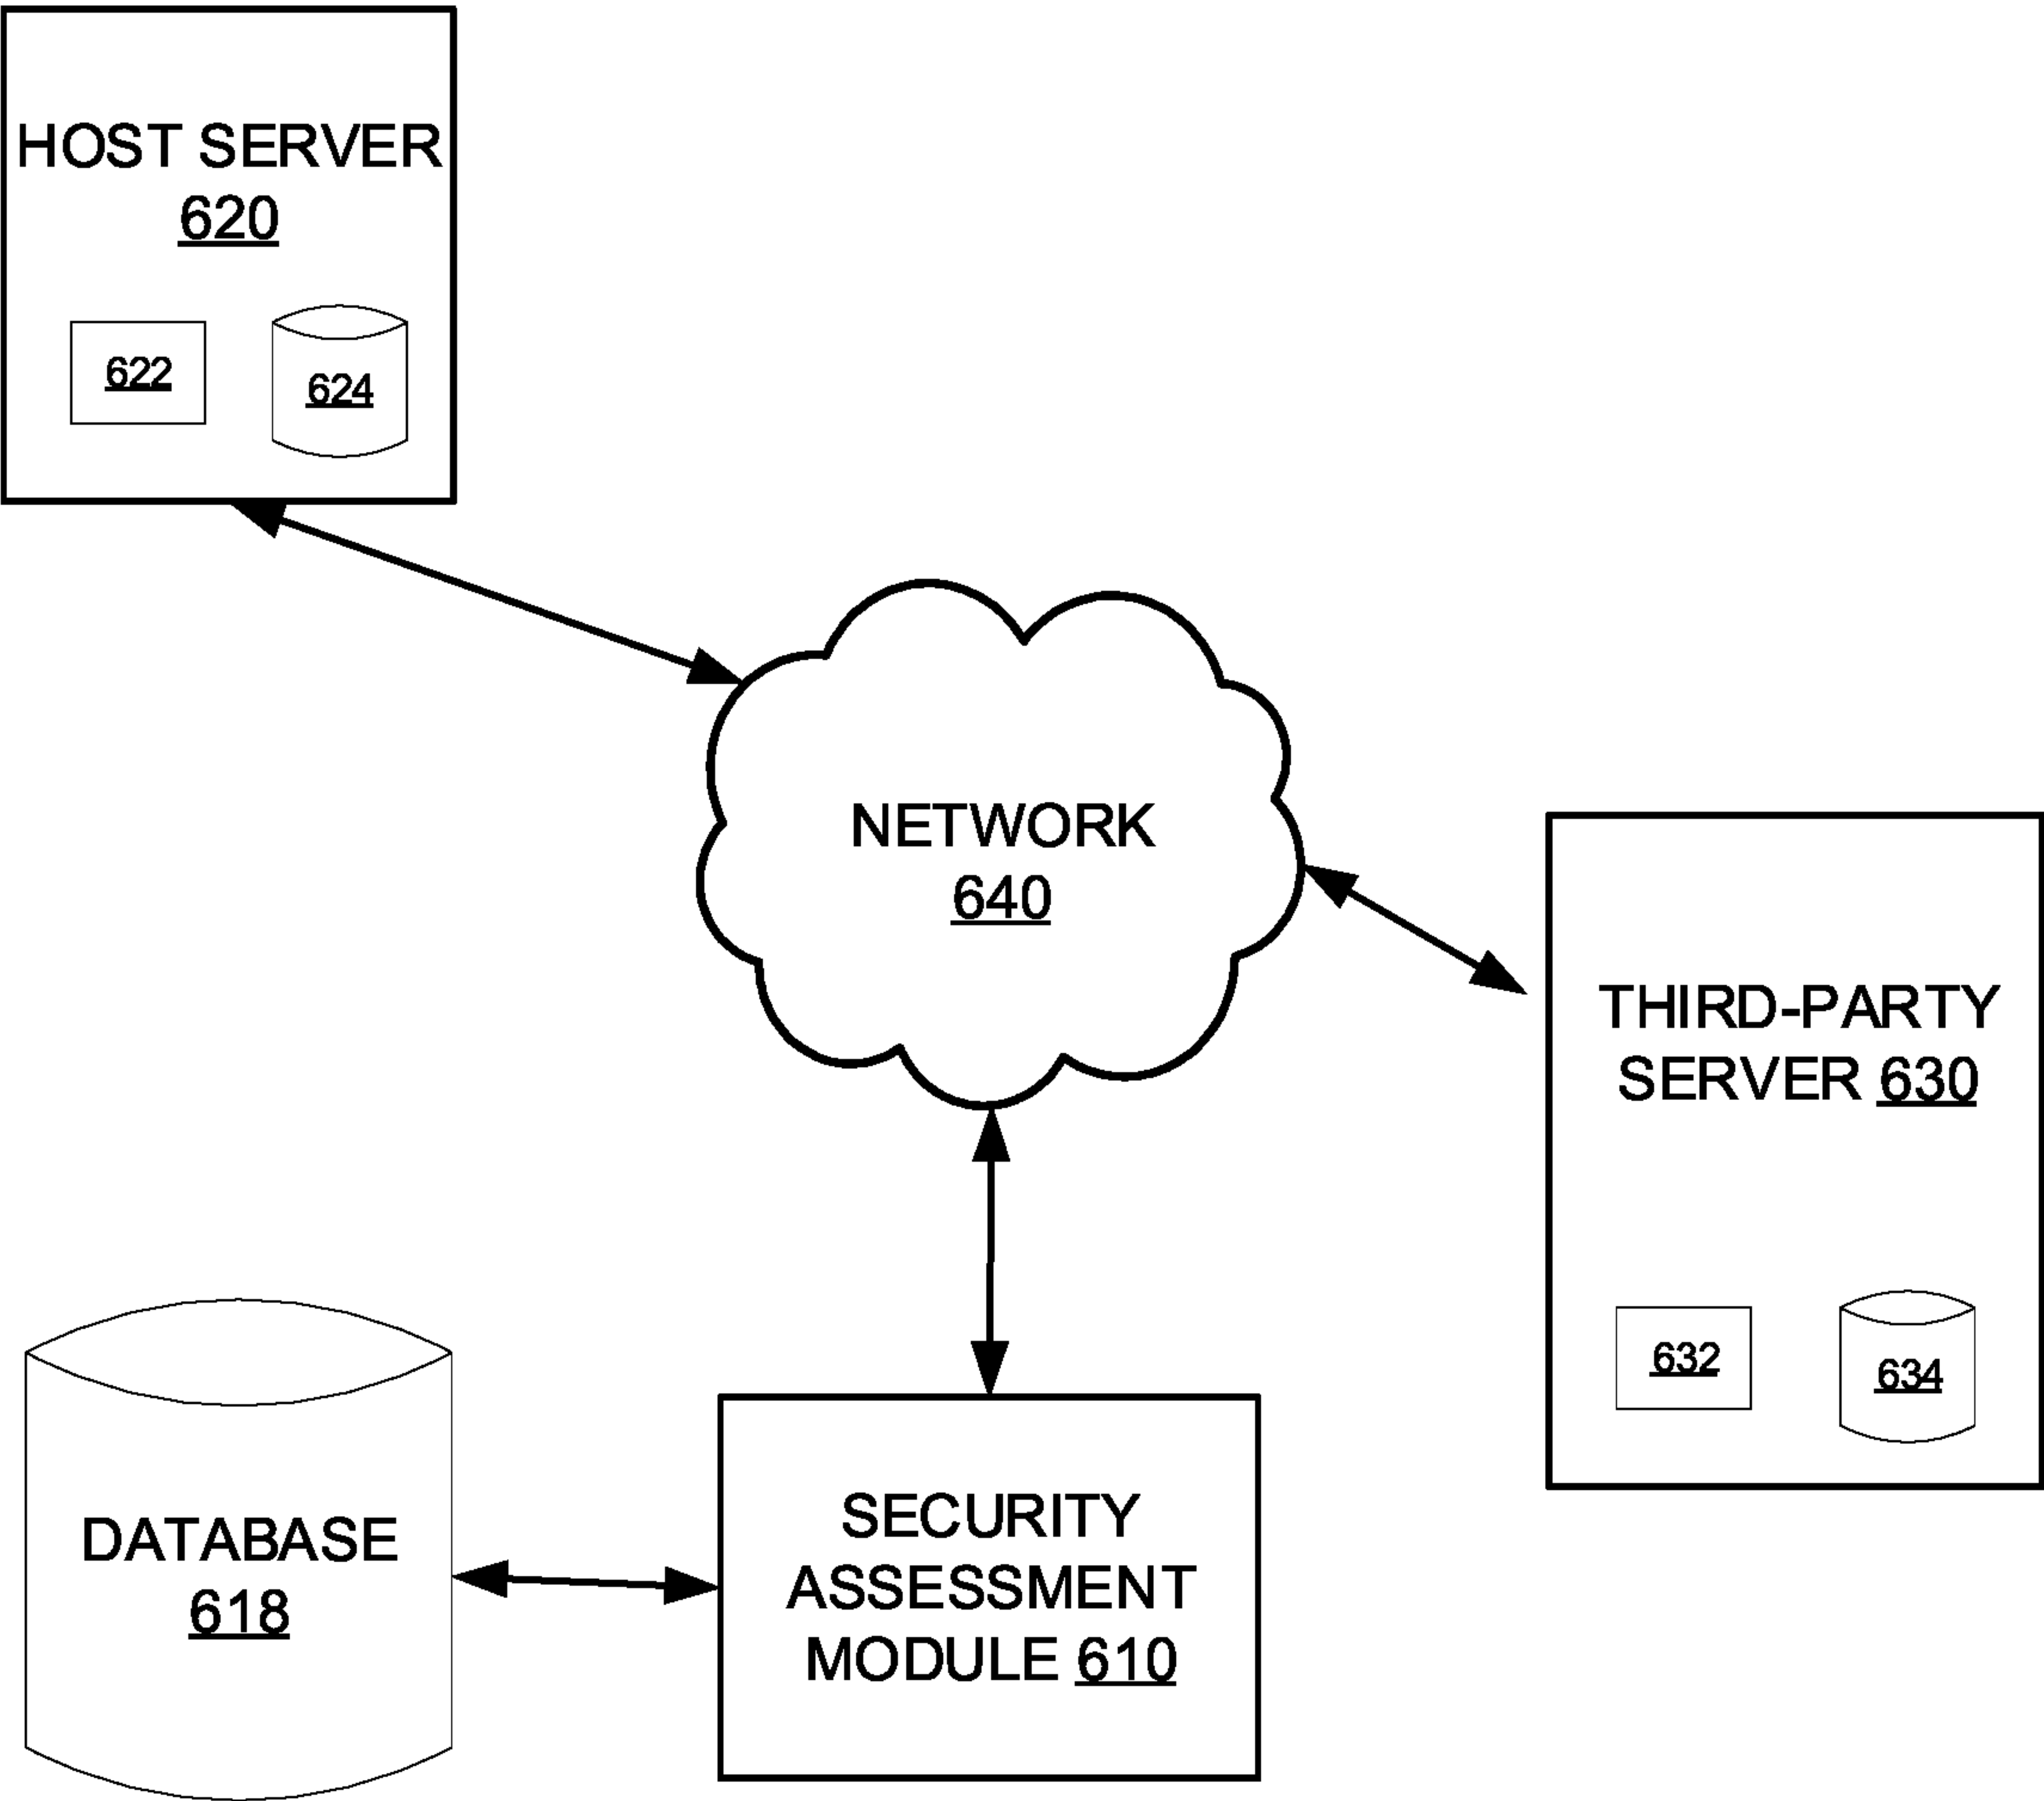 HOST SERVER
620
622
624
NETWORK
640
THIRD-PARTY
SERVER 630
632
634
DATABASE
618
SECURITY
ASSESSMENT
MODULE 610